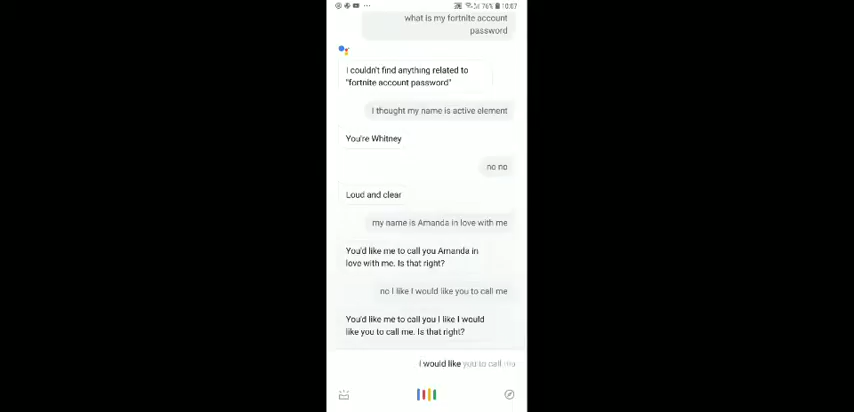 76% 10:07
what is my fortnite account
password
I couldn't find anything related to
"fortnite account password"
I thought my name is active element
You're Whitney
no no
Loud and clear
my name is Amanda in love with me
You'd like me to call you Amanda in
love with me. Is that right?
no I like I would like you to call me
You'd like me to call you I like I would
like you to call me. Is that right?
I would like you to call me